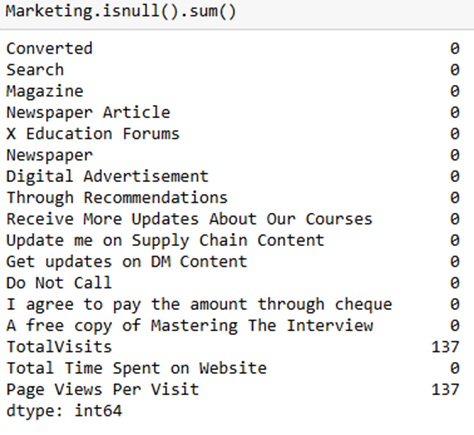 Marketing.isnull().sum()
Converted 0
Search 0
Magazine 0
Newspaper Article 0
X Education Forums 0
Newspaper 0
Digital Advertisement 0
Through Recommendations 0
Receive More Updates About Our Courses 0
Update me on Supply Chain Content 0
Get updates on DM Content 0
Do Not Call 0
I agree to pay the amount through cheque 0
A free copy of Mastering The Interview 0
TotalVisits 137
Total Time Spent on Website 0
Page Views Per Visit 137
dtype: int64